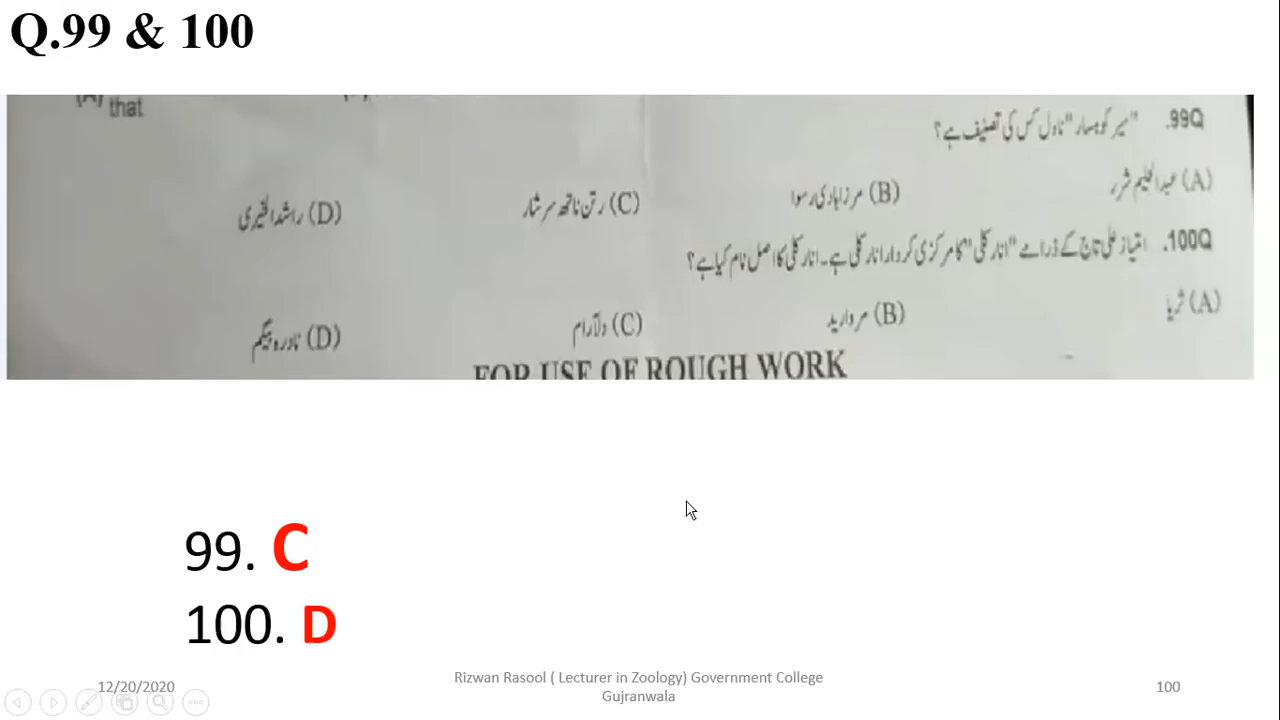 Q.99 & 100
(A) that
.99Q "سیر کوہسار" ناول کس کی تصنیف ہے؟
(A) عبدالحلیم شرر (B) مرزا ہادی رسوا (C) رتن ناتھ سرشار (D) راشد الخیری
.100Q امتیاز علی تاج کے ڈرامے "انار کلی" کا مرکزی کردار انار کلی ہے۔ انار کلی کا اصل نام کیا ہے؟
(A) ثریا (B) مروارید (C) دلآرام (D) نادرہ بیگم
FOR USE OF ROUGH WORK
99. C
100. D
12/20/2020
Rizwan Rasool ( Lecturer in Zoology) Government College
Gujranwala
100